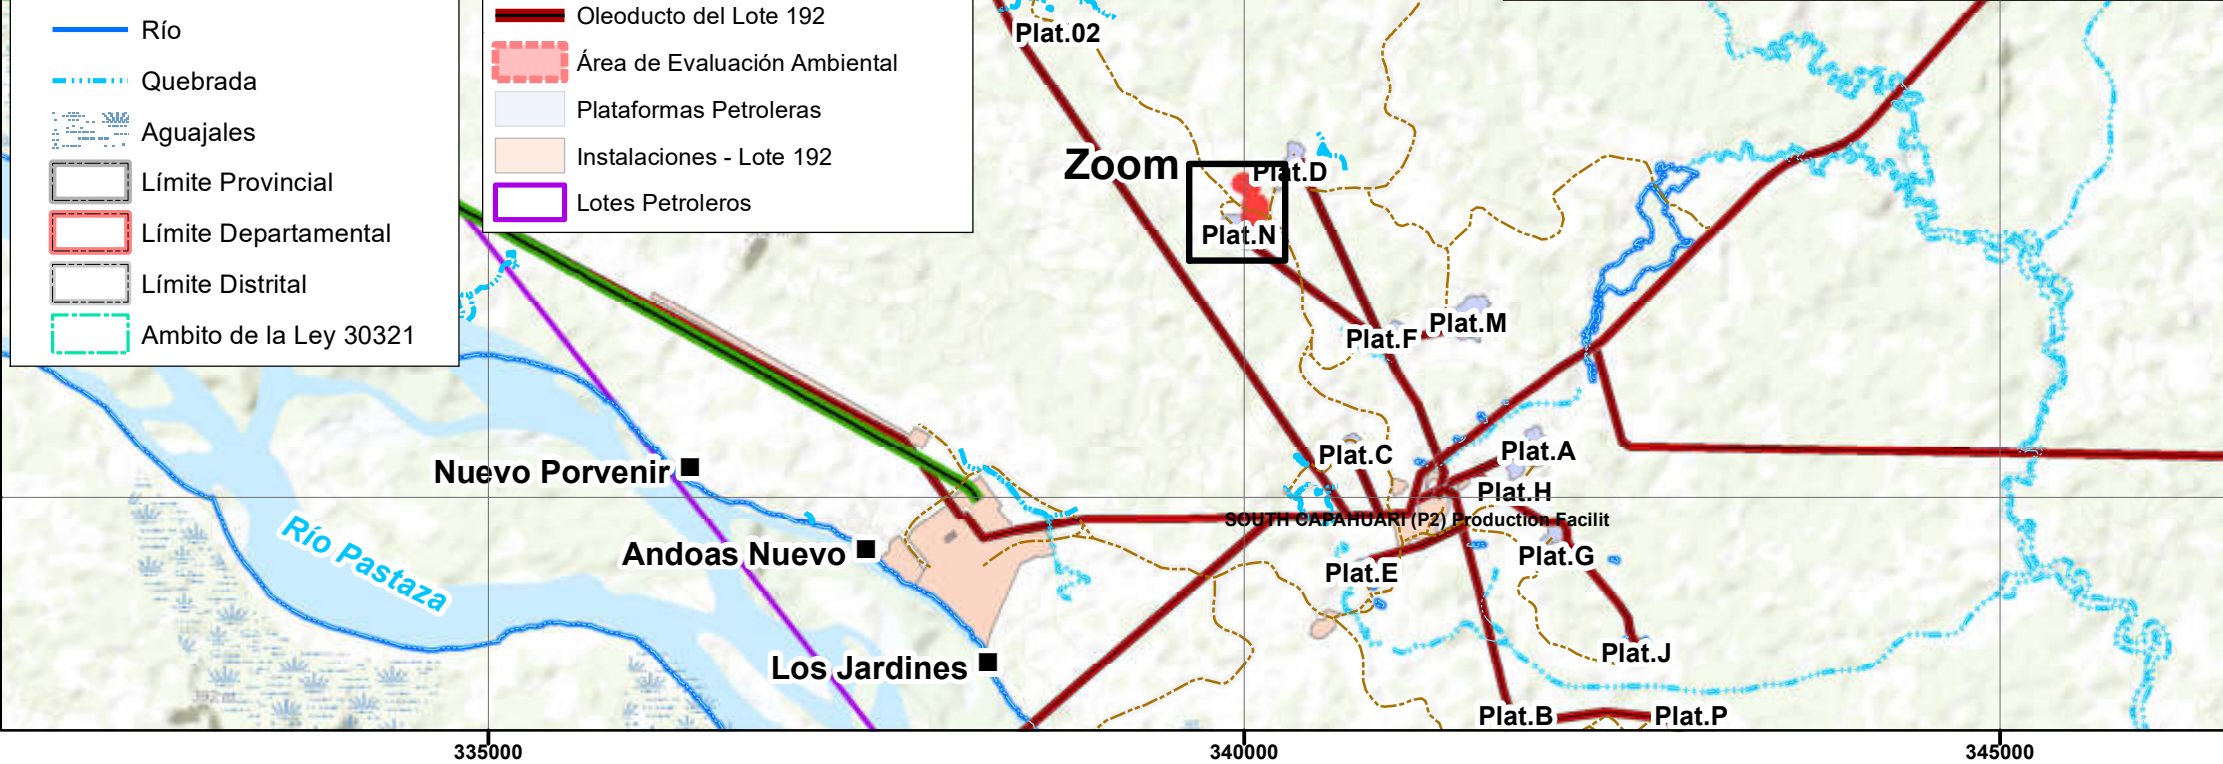 Río
Quebrada
Aguajales
Límite Provincial
Límite Departamental
Límite Distrital
Ambito de la Ley 30321
Oleoducto del Lote 192
Área de Evaluación Ambiental
Plataformas Petroleras
Instalaciones - Lote 192
Lotes Petroleros
Plat.02
Zoom
Plat.D
Plat.N
Plat.M
Plat.F
Plat.C
Plat.A
Nuevo Porvenir
Plat.H
SOUTH CAPAHUARI (P2) Production Facilit
Río Pastaza
Andoas Nuevo
Plat.G
Plat.E
Los Jardines
Plat.J
Plat.B
Plat.P
335000
340000
345000